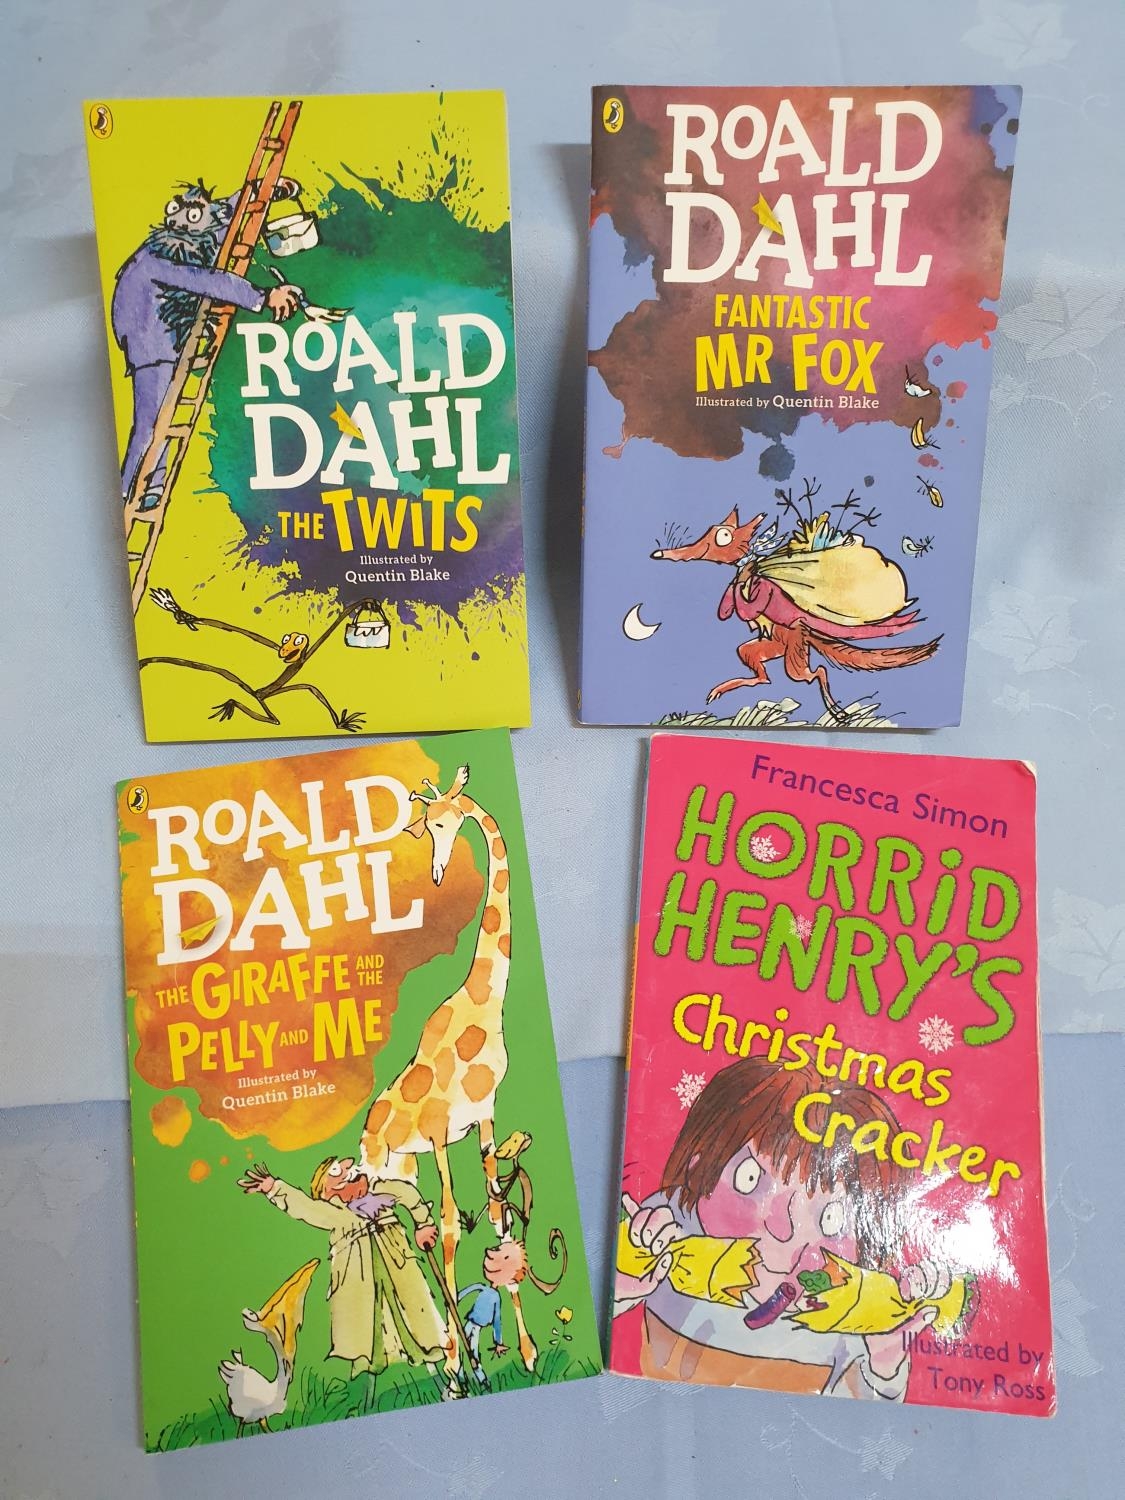 ROALD
DAHL
THE TWITS
Illustrated by
Quentin Blake
ROALD
DAHL
FANTASTIC
MR FOX
Illustrated by Quentin Blake
ROALD
DAHL
THE GIRAFFE AND THE
PELLY AND ME
Illustrated by
Quentin Blake
Francesca Simon
HORRiD
HENRY'S
Christmas
Cracker
Illustrated by
Tony Ross